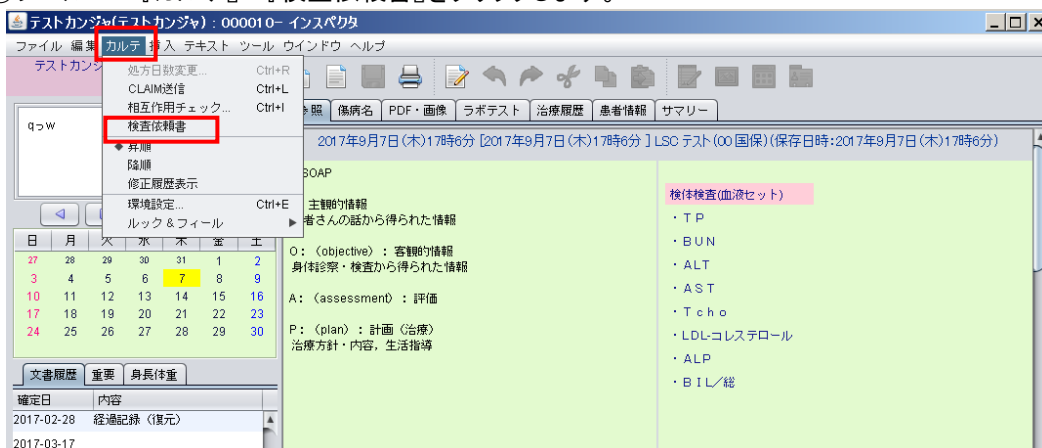 テストカンジャ(テストカンジャ) : 000010- インスペクタ
ファイル 編集 カルテ 挿入 テキスト ツール ウインドウ ヘルプ
テストカンジ
処方日数変更... Ctrl+R
CLAIM送信 Ctrl+L
相互作用チェック... Ctrl+I
検査依頼書
昇順
降順
修正履歴表示
環境設定... Ctrl+E
ルック & フィール
qっw
照 傷病名 PDF・画像 ラボテスト 治療履歴 患者情報 サマリー
2017年9月7日(木)17時6分 [2017年9月7日(木)17時6分 ] LSC テスト(00 国保)(保存日時:2017年9月7日(木)17時6分)
SOAP
主観的情報
者さんの話から得られた情報
O: (objective) : 客観的情報
身体診察・検査から得られた情報
A: (assessment) : 評価
P: (plan) : 計画(治療)
治療方針・内容, 生活指導
検体検査(血液セット)
・ＴＰ
・ＢＵＮ
・ＡＬＴ
・ＡＳＴ
・Ｔｃｈｏ
・LDL-コレステロール
・ＡＬＰ
・ＢＩＬ／総
日 月 火 水 木 金 土
27 28 29 30 31 1 2
3 4 5 6 7 8 9
10 11 12 13 14 15 16
17 18 19 20 21 22 23
24 25 26 27 28 29 30
文書履歴 重要 身長体重
確定日 内容
2017-02-28 経過記録(復元)
2017-03-17